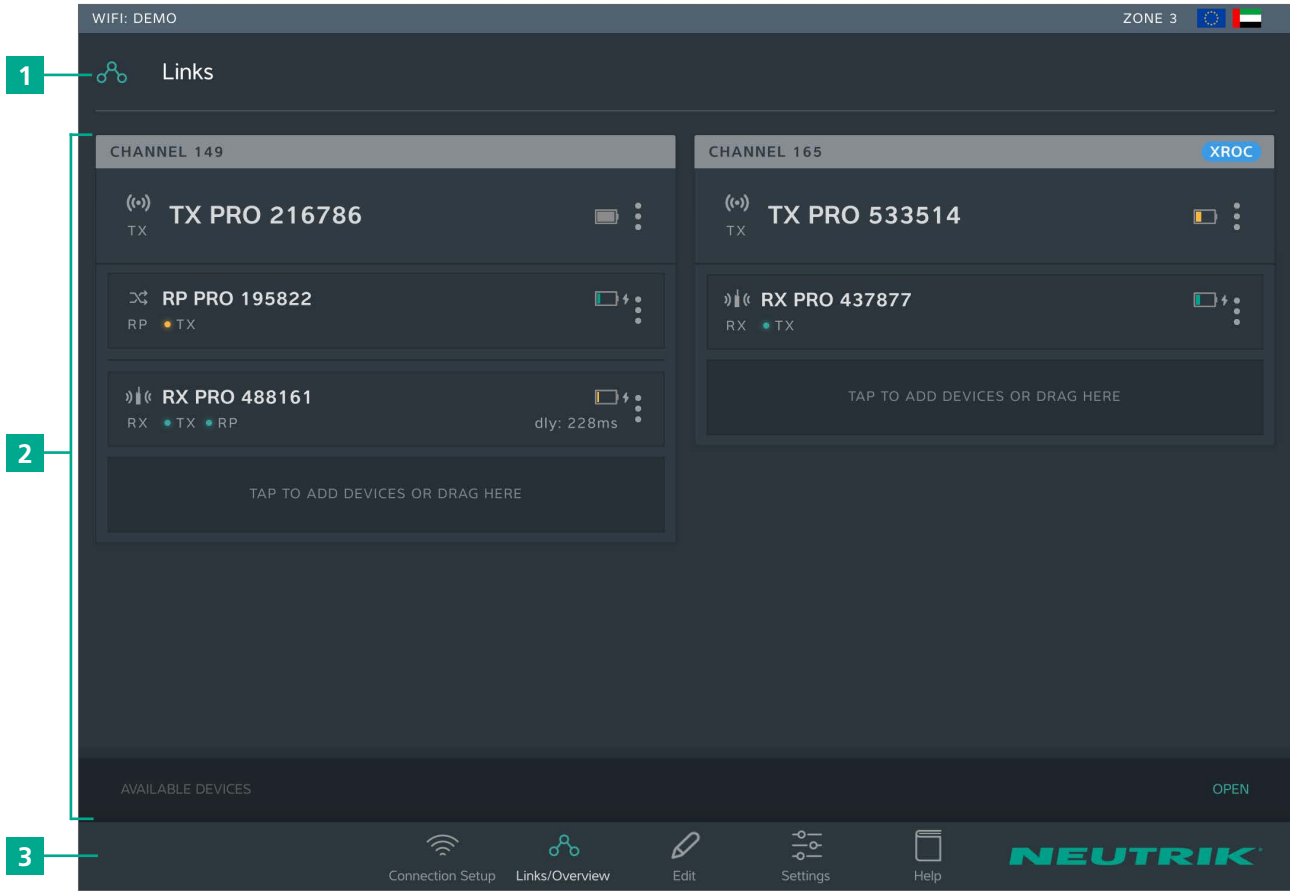 WIFI: DEMO
ZONE 3
1
Links
CHANNEL 149
TX PRO 216786
TX
RP PRO 195822
RP TX
RX PRO 488161
RX TX RP
dly: 228ms
TAP TO ADD DEVICES OR DRAG HERE
CHANNEL 165
XROC
TX PRO 533514
TX
RX PRO 437877
RX TX
TAP TO ADD DEVICES OR DRAG HERE
2
AVAILABLE DEVICES
OPEN
3
Connection Setup
Links/Overview
Edit
Settings
Help
NEUTRIK